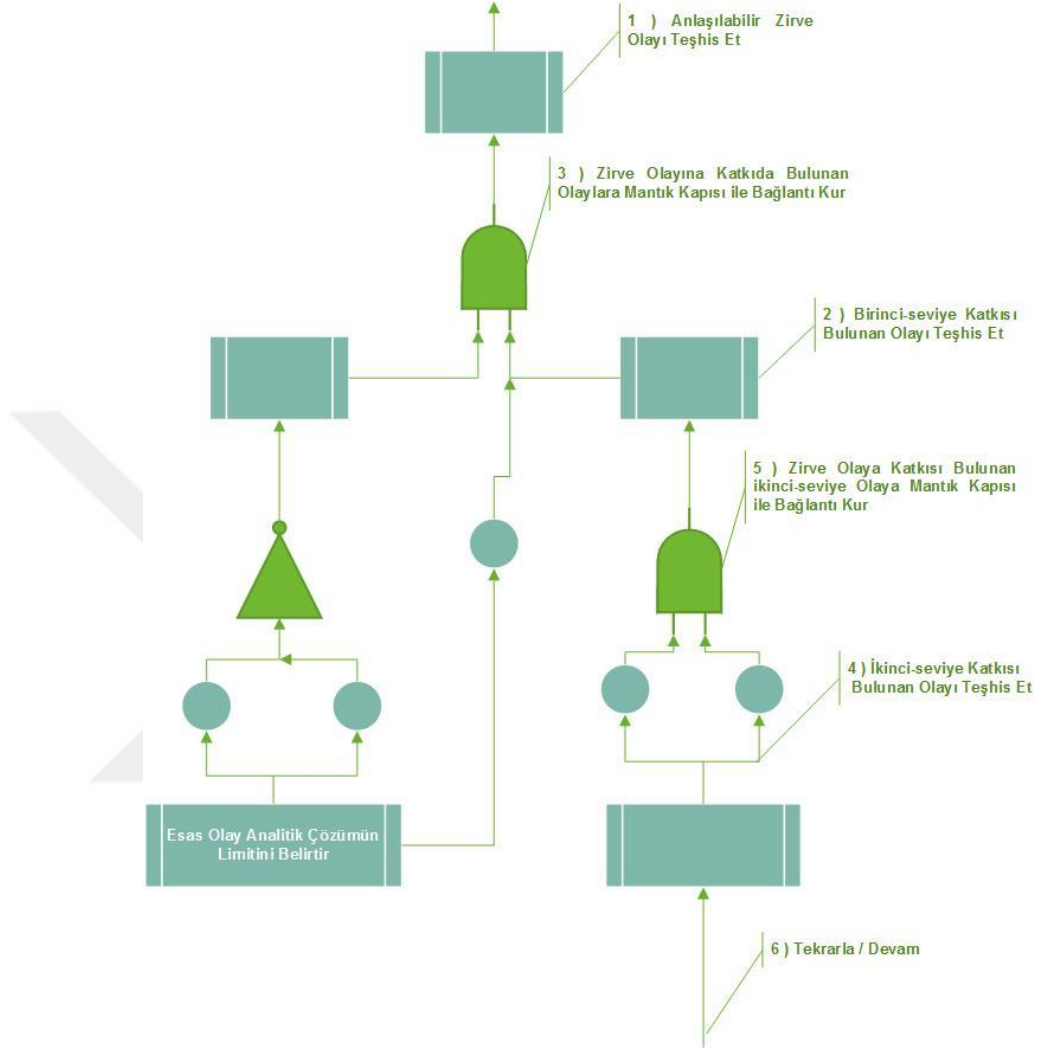 1 ) Anlaşılabilir Zirve
Olayı Teşhis Et
3 ) Zirve Olayına Katkıda Bulunan
Olaylara Mantık Kapısı ile Bağlantı Kur
2 ) Birinci-seviye Katkısı
Bulunan Olayı Teşhis Et
5 ) Zirve Olaya Katkısı Bulunan
ikinci-seviye Olaya Mantık Kapısı
ile Bağlantı Kur
4 ) İkinci-seviye Katkısı
Bulunan Olayı Teşhis Et
Esas Olay Analitik Çözümün
Limitini Belirtir
6 ) Tekrarla / Devam